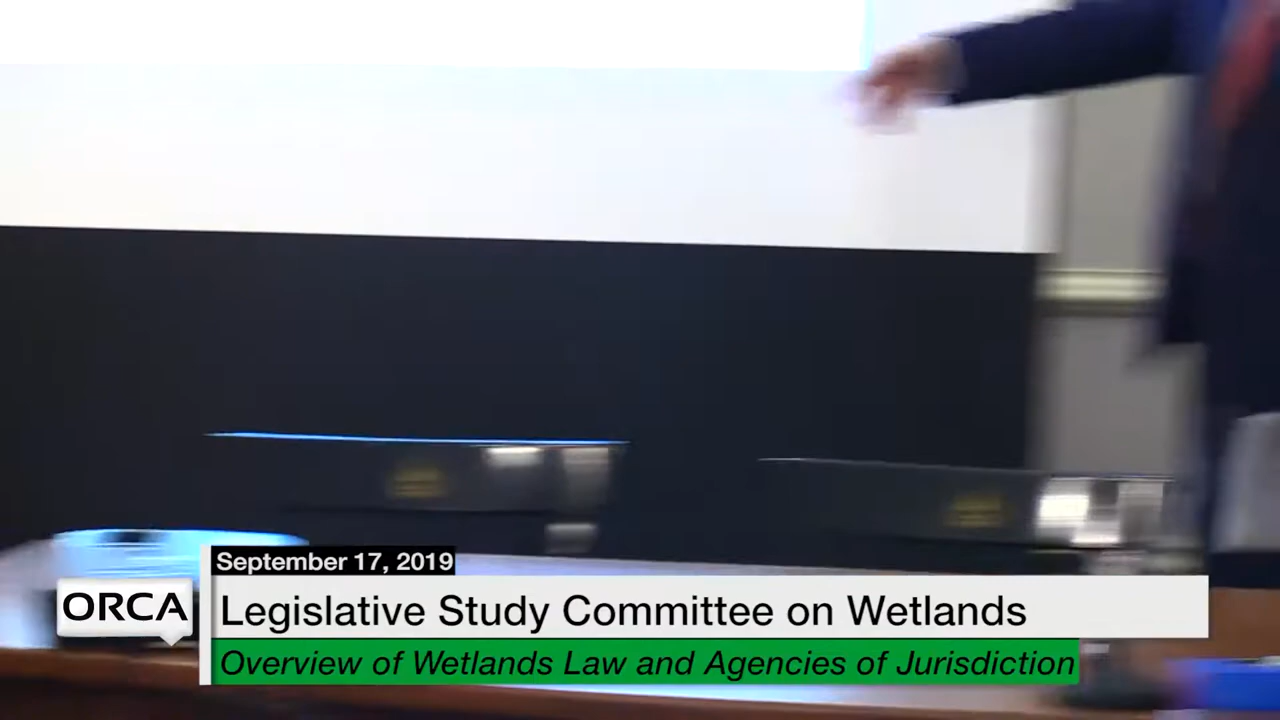 September 17, 2019
ORCA
Legislative Study Committee on Wetlands
Overview of Wetlands Law and Agencies of Jurisdiction